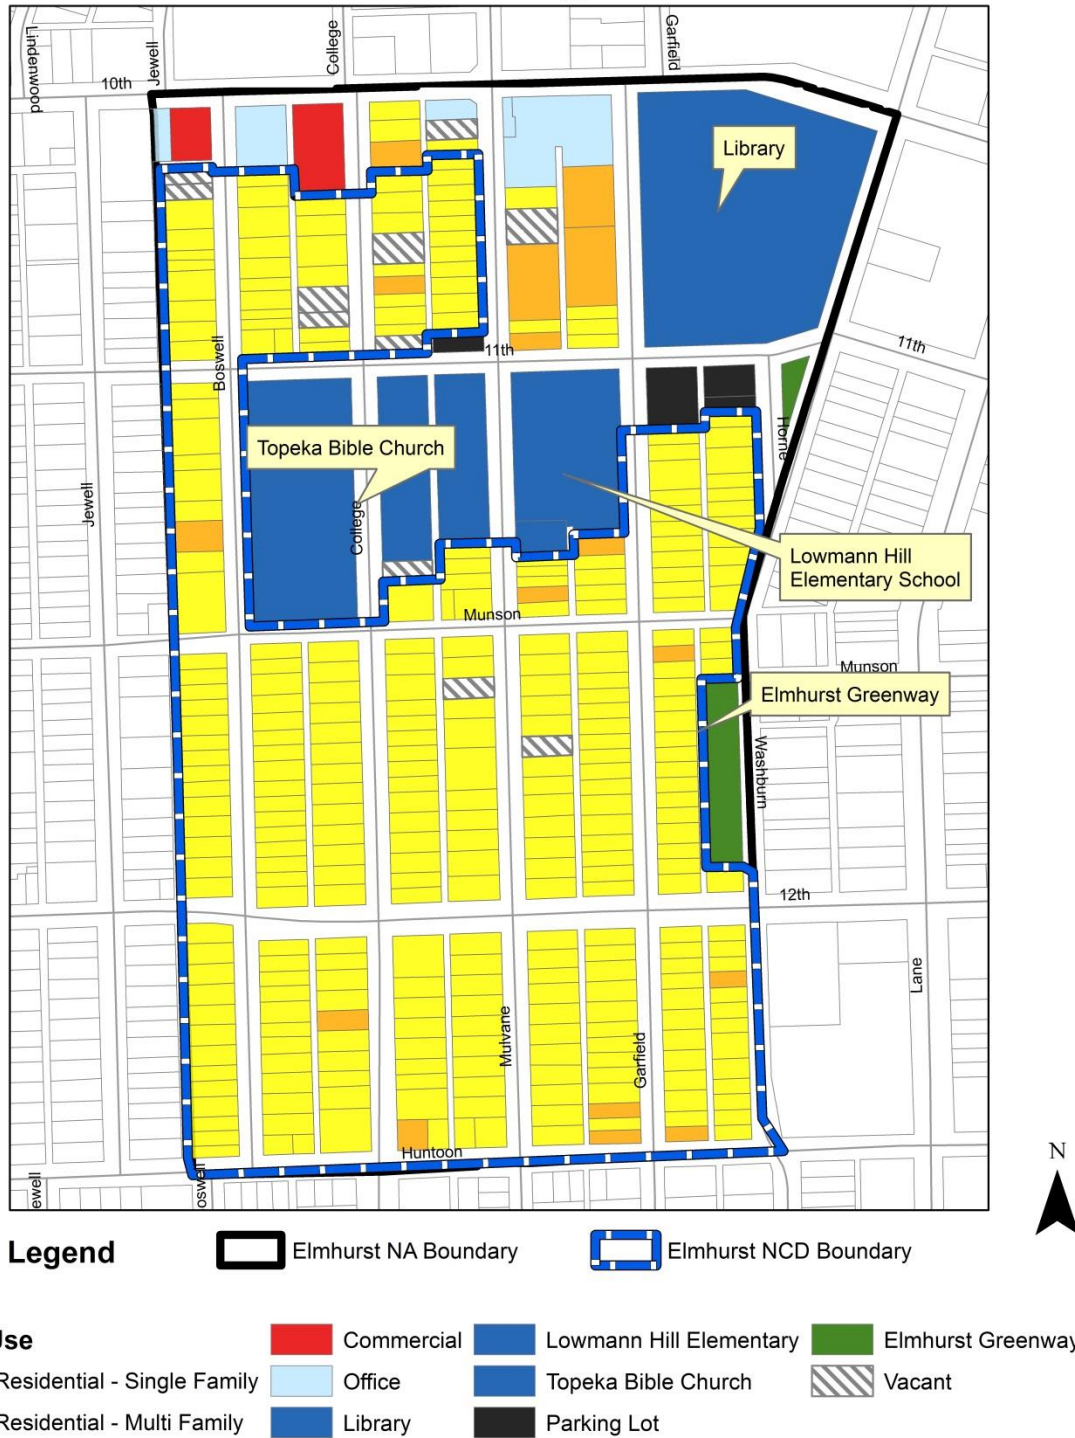 Lindenwood
Jewell
College
Garfield
10th
Library
11th
11th
Boswell
Horne
Topeka Bible Church
Jewell
College
Lowmann Hill
Elementary School
Munson
Munson
Elmhurst Greenway
Washburn
12th
Lane
Mulvane
Garfield
Huntoon
ewell
oswell
N
Legend
Elmhurst NA Boundary
Elmhurst NCD Boundary
Use
Commercial
Lowmann Hill Elementary
Elmhurst Greenway
Residential - Single Family
Office
Topeka Bible Church
Vacant
Residential - Multi Family
Library
Parking Lot